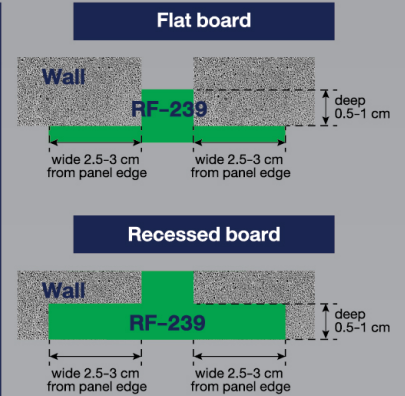 Flat board
Wall
RF-239
deep
0.5-1 cm
wide 2.5-3 cm
from panel edge
wide 2.5-3 cm
from panel edge
Recessed board
Wall
RF-239
deep
0.5-1 cm
wide 2.5-3 cm
from panel edge
wide 2.5-3 cm
from panel edge